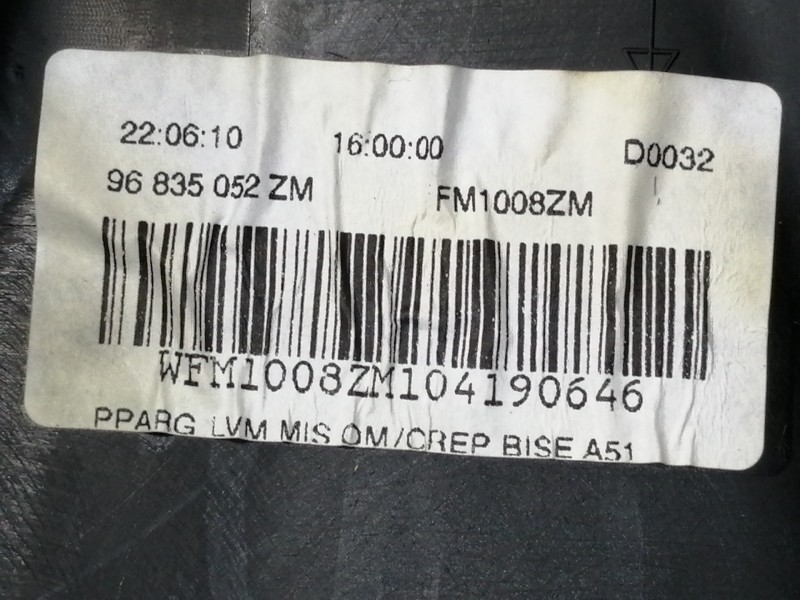 22:06:10 16:00:00 D0032
96 835 052 ZM FM1008ZM
WFM1008ZM104190646
PPARG LVM MIS OM/CREP BISE A51